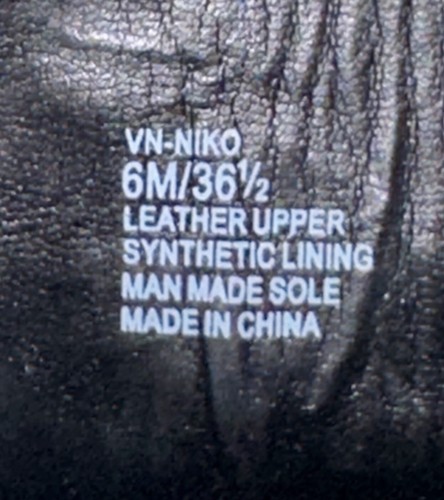 VN-NIKO
6M/36½
LEATHER UPPER
SYNTHETIC LINING
MAN MADE SOLE
MADE IN CHINA